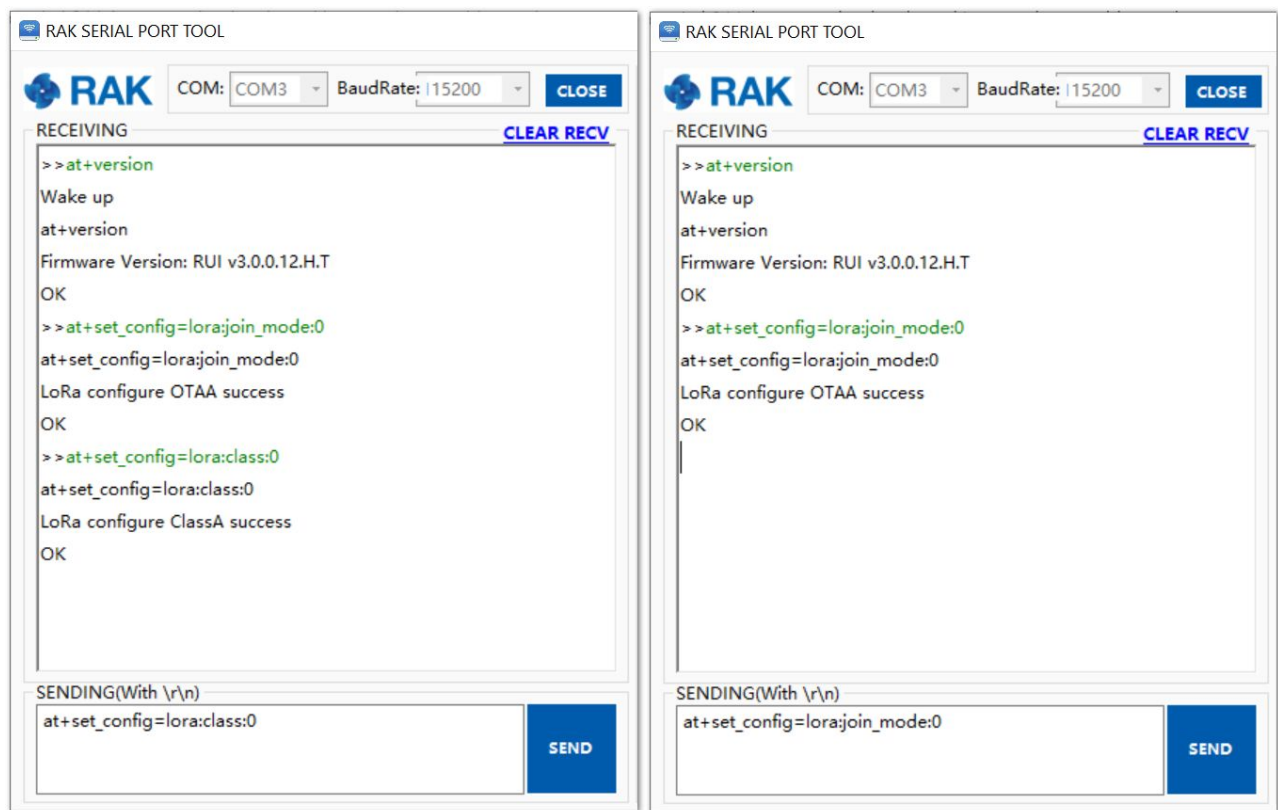 RAK SERIAL PORT TOOL
RAK COM: COM3 BaudRate: 115200 CLOSE
RECEIVING CLEAR RECV
>>at+version
Wake up
at+version
Firmware Version: RUI v3.0.0.12.H.T
OK
>>at+set_config=lora:join_mode:0
at+set_config=lora:join_mode:0
LoRa configure OTAA success
OK
>>at+set_config=lora:class:0
at+set_config=lora:class:0
LoRa configure ClassA success
OK
SENDING(With \r\n)
at+set_config=lora:class:0
SEND
RAK SERIAL PORT TOOL
RAK COM: COM3 BaudRate: 115200 CLOSE
RECEIVING CLEAR RECV
>>at+version
Wake up
at+version
Firmware Version: RUI v3.0.0.12.H.T
OK
>>at+set_config=lora:join_mode:0
at+set_config=lora:join_mode:0
LoRa configure OTAA success
OK
SENDING(With \r\n)
at+set_config=lora:join_mode:0
SEND